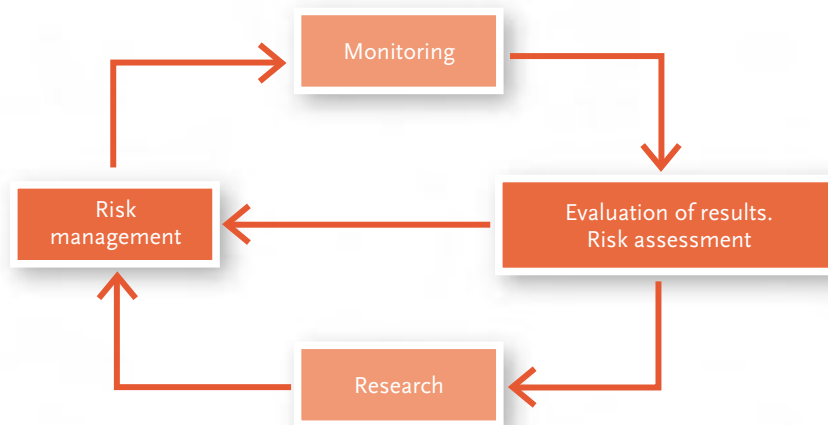 Monitoring
Risk
management
Evaluation of results.
Risk assessment
Research